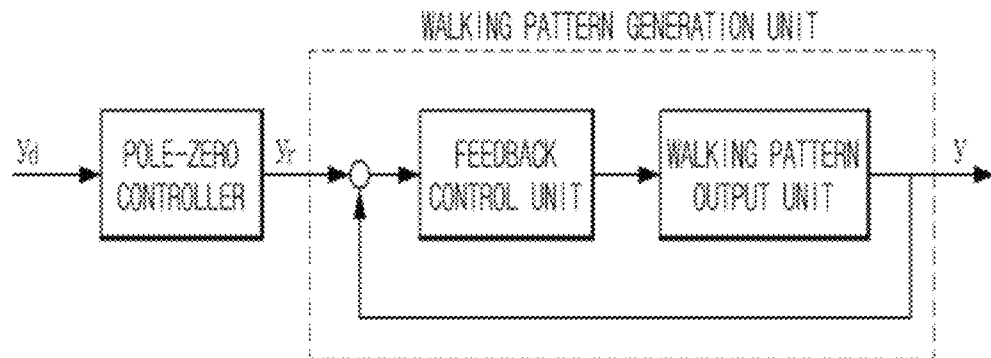 WALKING PATTERN GENERATION UNIT
yd
POLE-ZERO
CONTROLLER
yr
FEEDBACK
CONTROL UNIT
WALKING PATTERN
OUTPUT UNIT
y